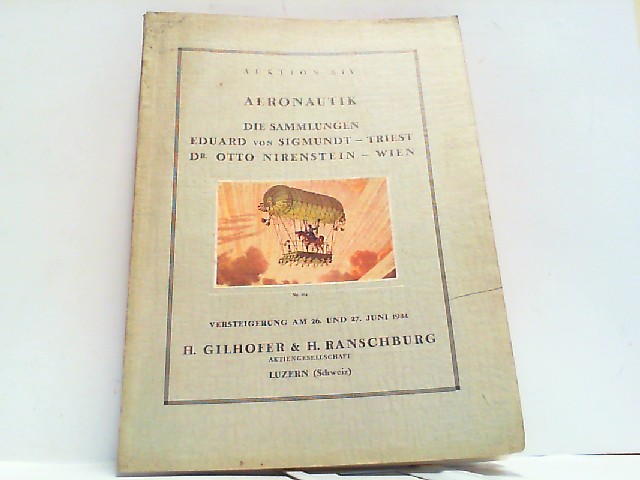 AUKTION XIV
AERONAUTIK
DIE SAMMLUNGEN
EDUARD VON SIGMUNDT – TRIEST
DR. OTTO NIRENSTEIN – WIEN
VERSTEIGERUNG AM 26. UND 27. JUNI 1934
H. GILHOFER & H. RANSCHBURG
AKTIENGESELLSCHAFT
LUZERN (Schweiz)